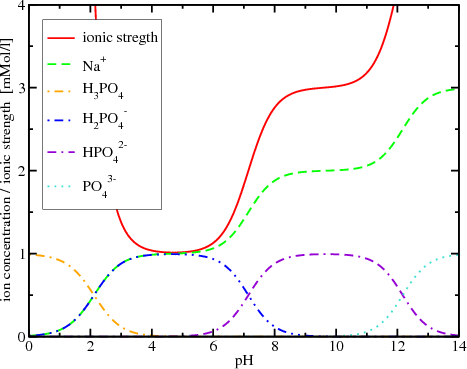 ion concentration / ionic strength [mMol/l]
4
3
2
1
0
ionic stregth
Na⁺
H₃PO₄
H₂PO₄⁻
HPO₄²⁻
PO₄³⁻
0 2 4 6 8 10 12 14
pH